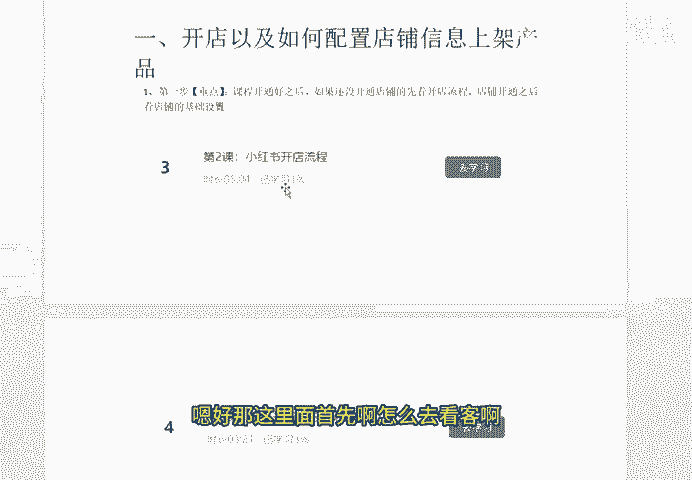 一、开店以及如何配置店铺信息上架产
品
1、第一步【重点】：课程开通好之后，如果还没开通店铺的先看开店流程，店铺开通之后
看店铺的基础设置
3
第2课：小红书开店流程
去学习
4
嗯好那这里面首先啊怎么去看客啊